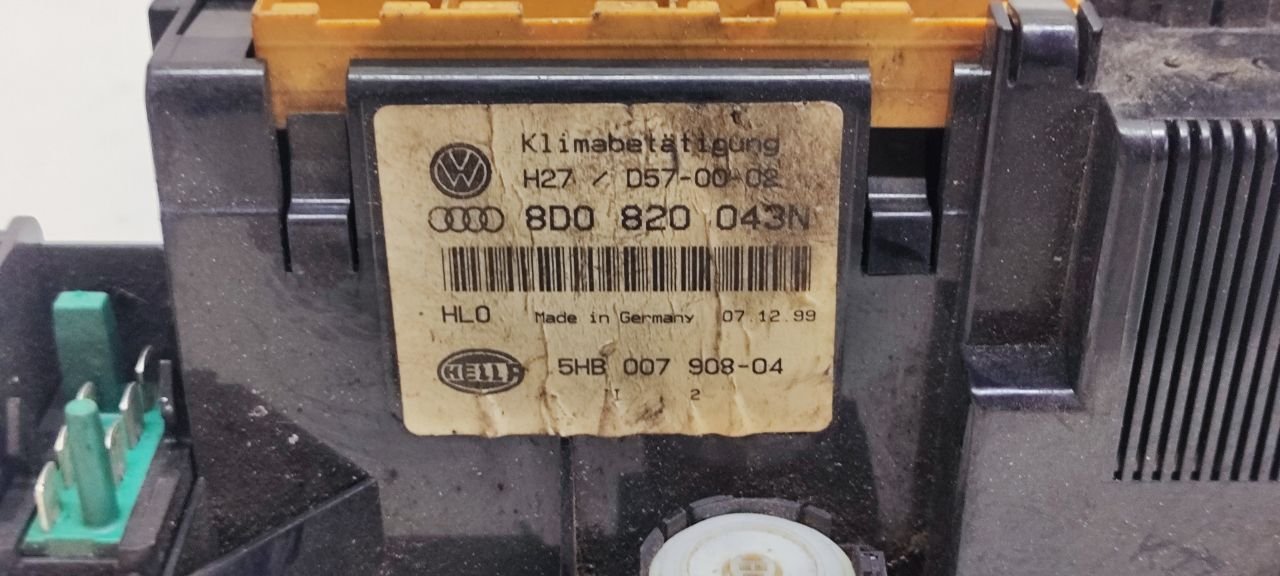 Klimabetätigung
H27 / D57-00-02
8D0 820 043N
HLO Made in Germany 07.12.99
HELLA 5HB 007 908-04
I 2